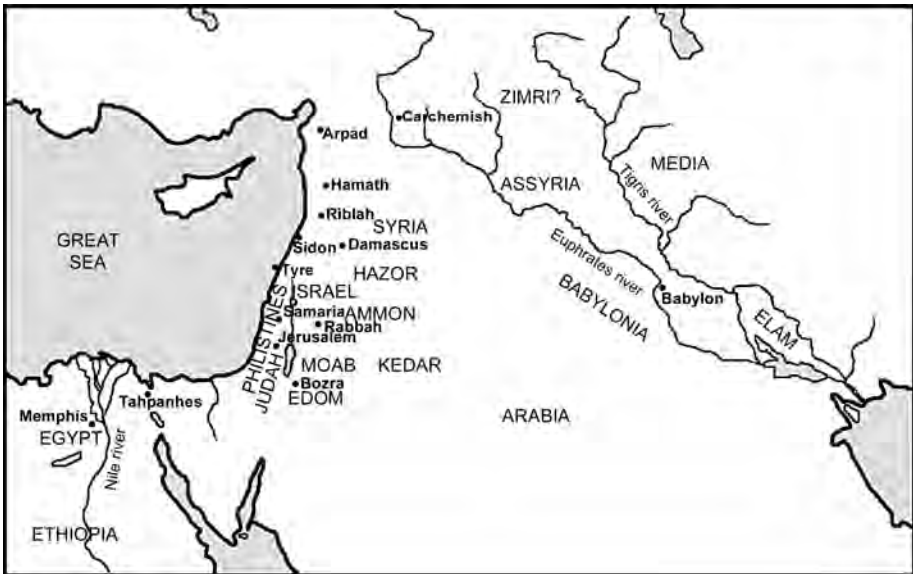 ZIMRI?
Carchemish
Arpad
MEDIA
Tigris river
Hamath
ASSYRIA
Riblah
SYRIA
GREAT
SEA
Sidon
Damascus
Euphrales river
Tyre
HAZOR
BABYLONIA
Babylon
ISRAEL
PHILISTINES
Samaria
AMMON
Rabbah
ELAM
Jerusalem
JUDAH
MOAB
KEDAR
Bozra
EDOM
Tahpanhes
Memphis
EGYPT
ARABIA
Nile river
ETHIOPIA